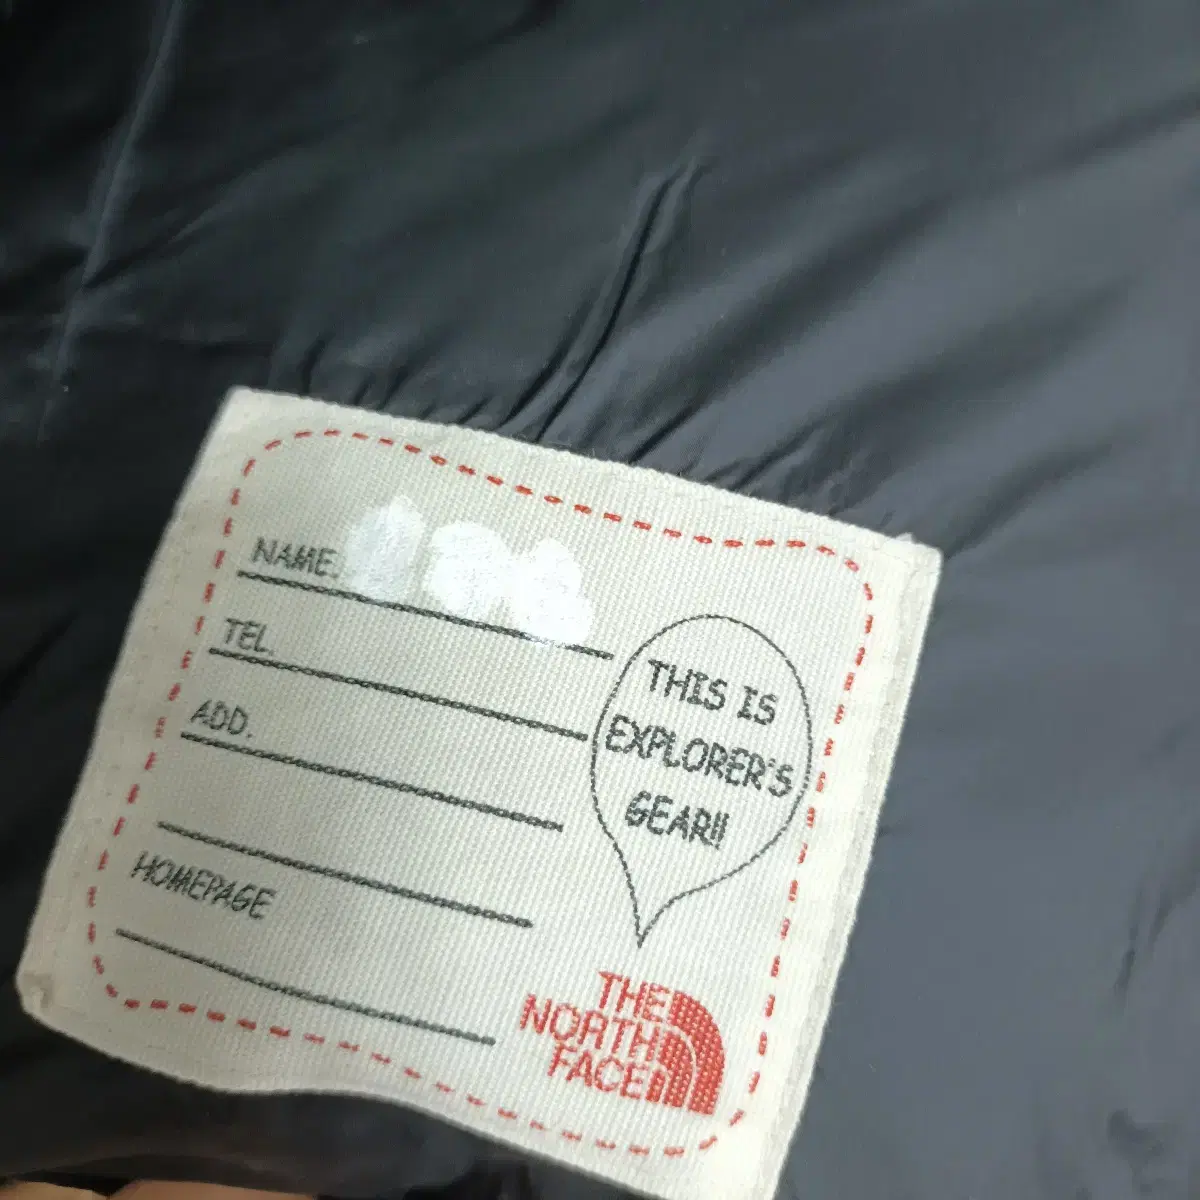 NAME.
TEL.
ADD.
HOMEPAGE
THIS IS
EXPLORER'S
GEAR!!
THE
NORTH
FACE